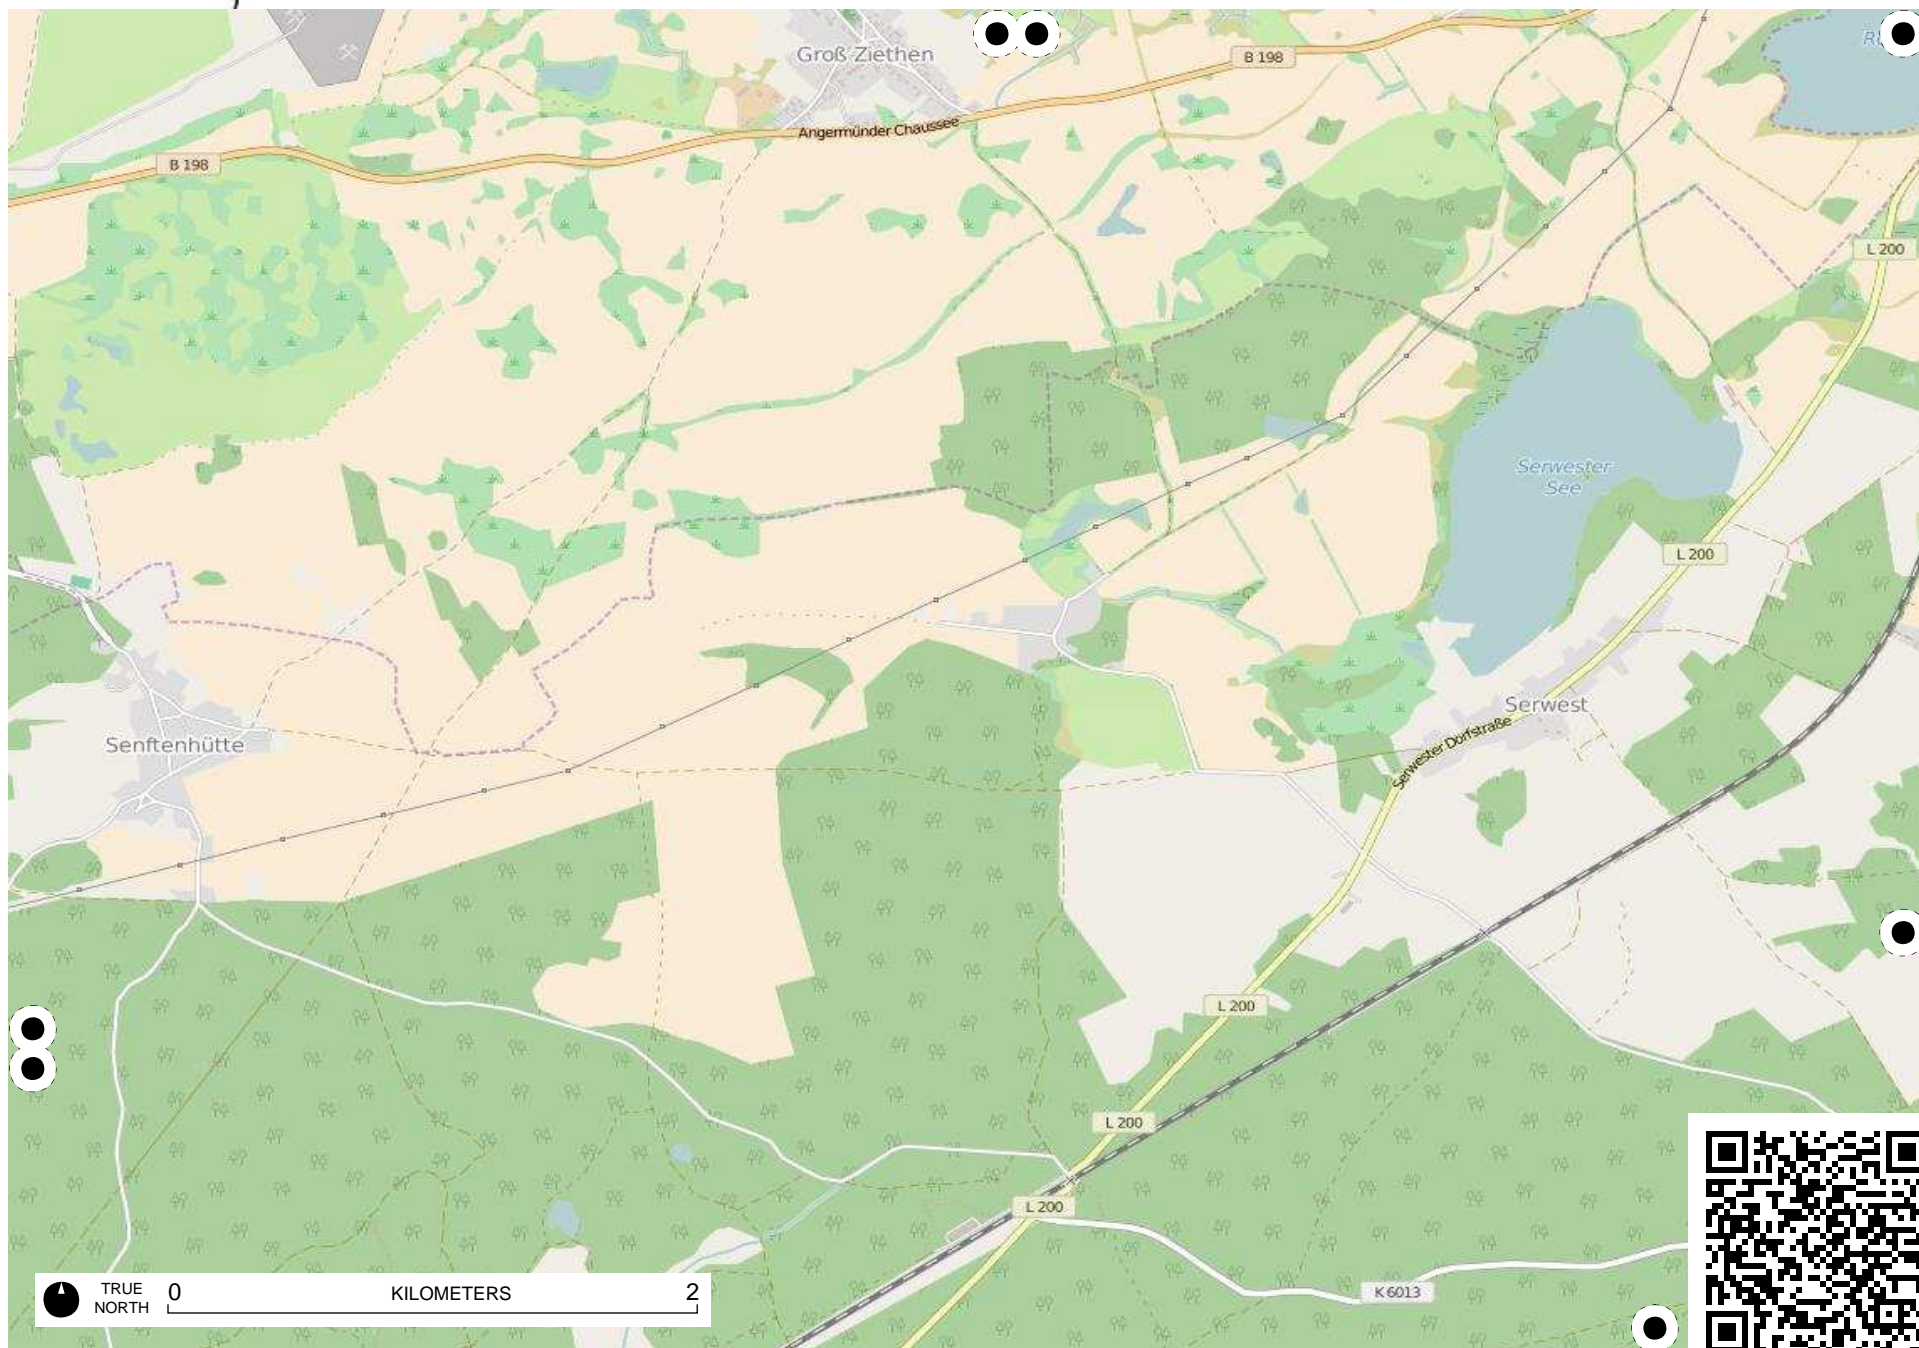 Groß Ziethen
B 198
Angermünder Chaussee
B 198
L 200
Serwester
See
L 200
Serwest
Serwester Dorfstraße
Senftenhütte
L 200
L 200
L 200
K 6013
TRUE
NORTH
0 KILOMETERS 2